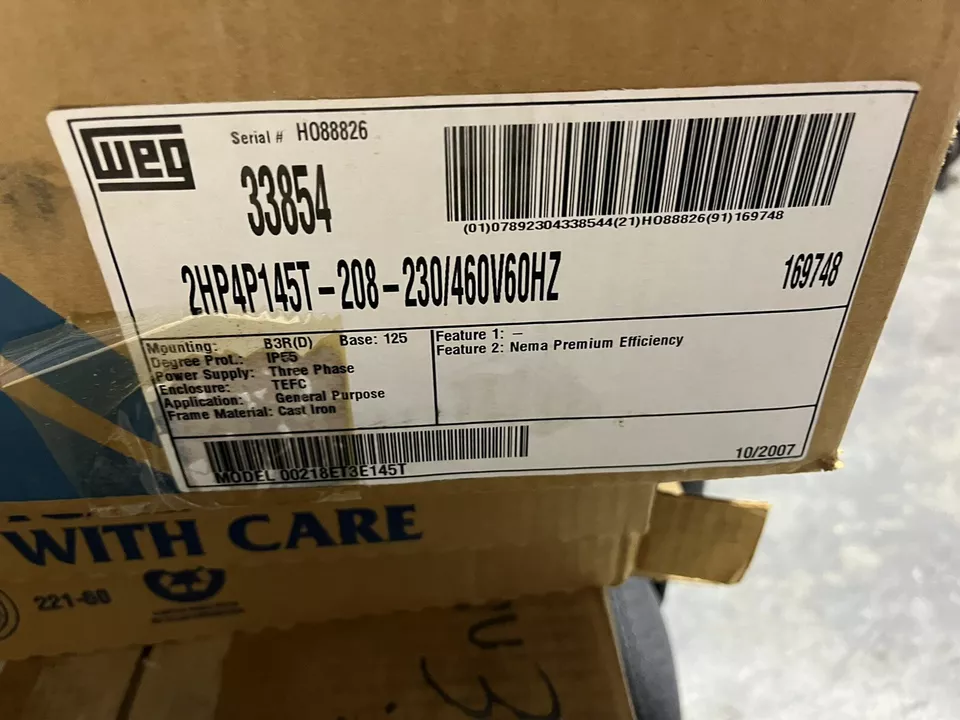 WEG
Serial # HO88826
33854
(01)07892304338544(21)HO88826(91)169748
2HP4P145T-208-230/460V60HZ
169748
Mounting: B3R(D) Base: 125
Degree Prot.: IP55
Power Supply: Three Phase
Enclosure: TEFC
Application: General Purpose
Frame Material: Cast Iron
Feature 1: –
Feature 2: Nema Premium Efficiency
MODEL 00218ET3E145T
10/2007
WITH CARE
221-60